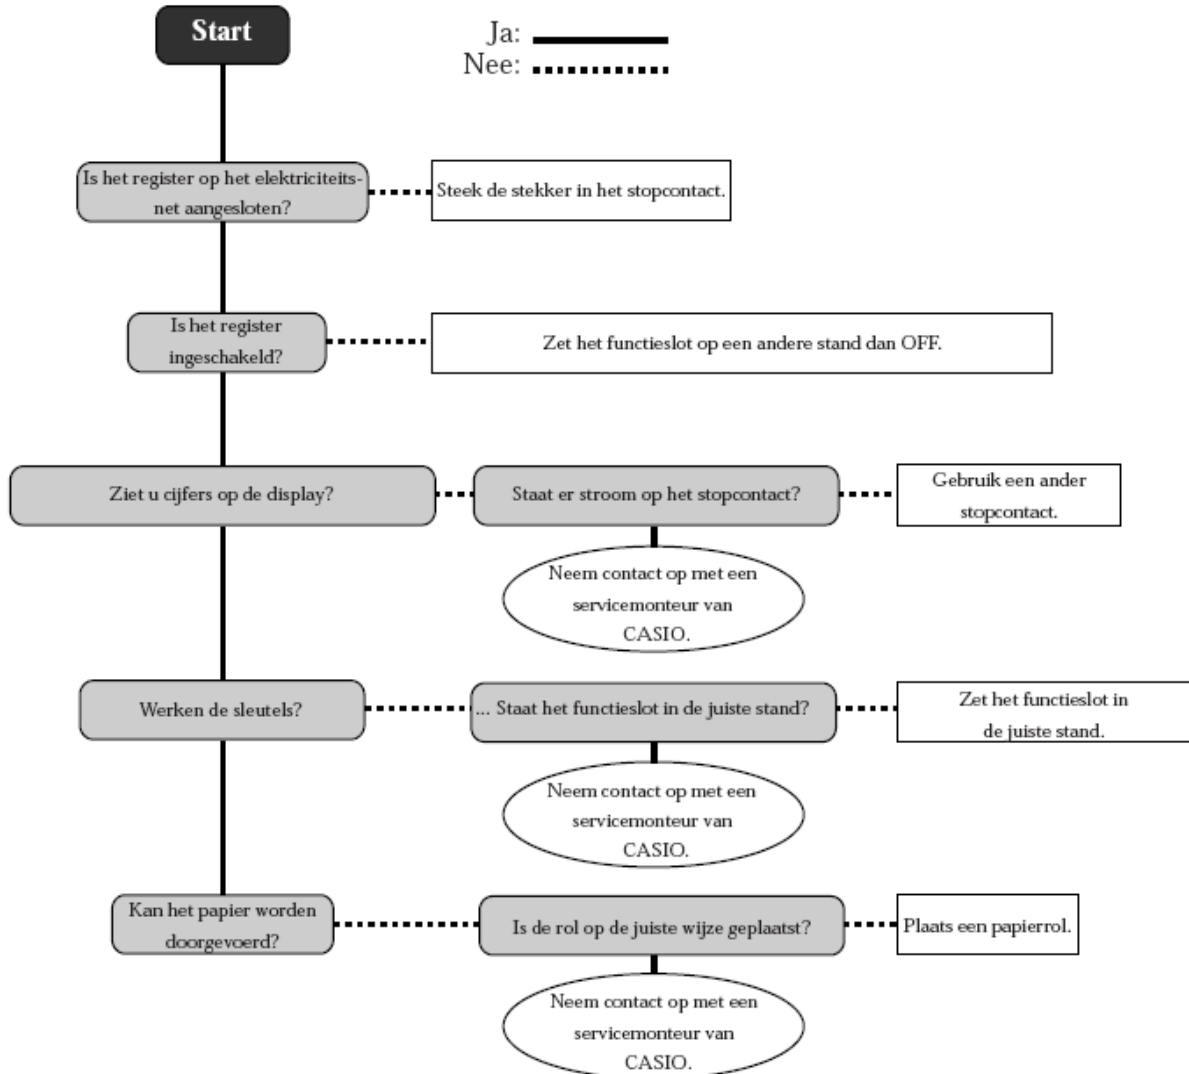 Start
Ja:
Nee:
Is het register op het elektriciteits-
net aangesloten?
Steek de stekker in het stopcontact.
Is het register
ingeschakeld?
Zet het functieslot op een andere stand dan OFF.
Ziet u cijfers op de display?
Staat er stroom op het stopcontact?
Gebruik een ander
stopcontact.
Neem contact op met een
servicemonteur van
CASIO.
Werken de sleutels?
... Staat het functieslot in de juiste stand?
Zet het functieslot in
de juiste stand.
Neem contact op met een
servicemonteur van
CASIO.
Kan het papier worden
doorgevoerd?
Is de rol op de juiste wijze geplaatst?
Plaats een papierrol.
Neem contact op met een
servicemonteur van
CASIO.